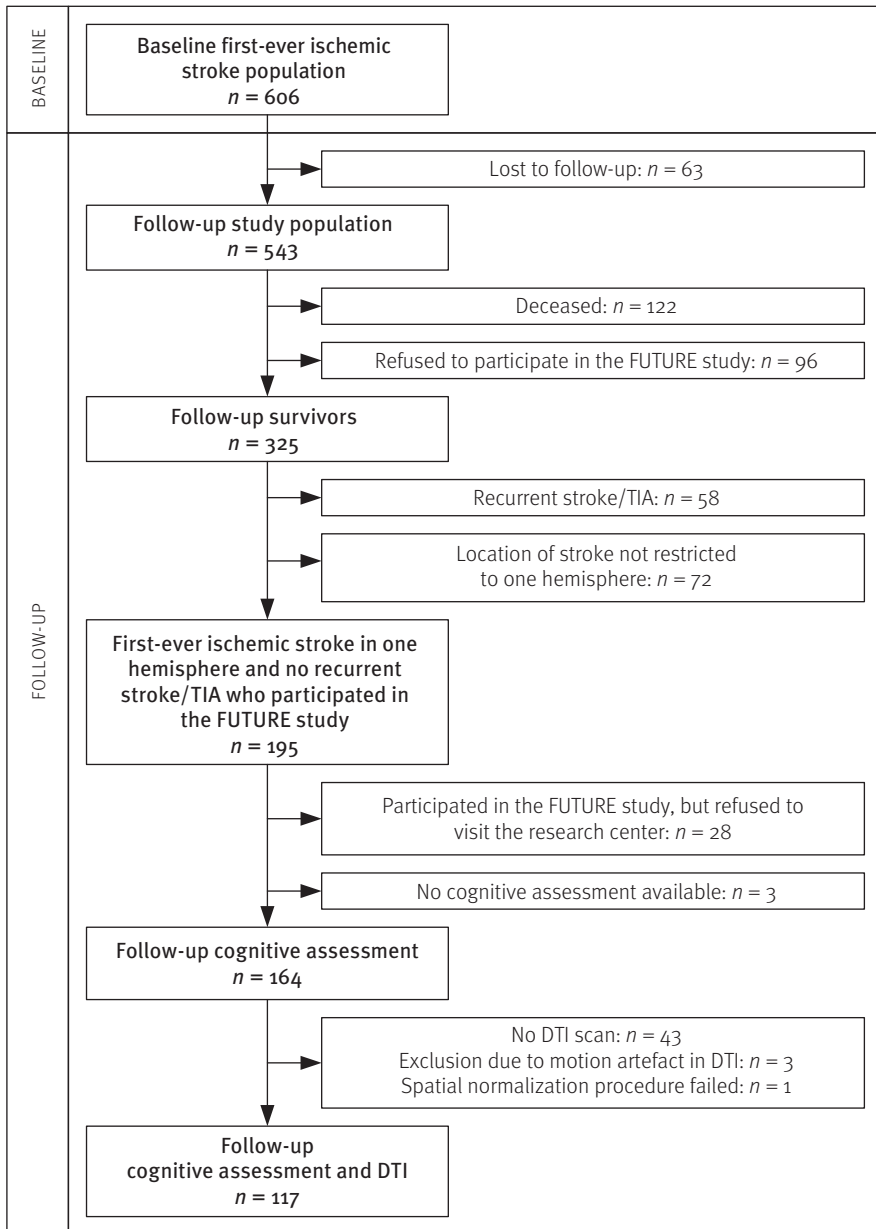 BASELINE
Baseline first-ever ischemic
stroke population
n = 606
FOLLOW-UP
Lost to follow-up: n = 63
Follow-up study population
n = 543
Deceased: n = 122
Refused to participate in the FUTURE study: n = 96
Follow-up survivors
n = 325
Recurrent stroke/TIA: n = 58
Location of stroke not restricted
to one hemisphere: n = 72
First-ever ischemic stroke in one
hemisphere and no recurrent
stroke/TIA who participated in
the FUTURE study
n = 195
Participated in the FUTURE study, but refused to
visit the research center: n = 28
No cognitive assessment available: n = 3
Follow-up cognitive assessment
n = 164
No DTI scan: n = 43
Exclusion due to motion artefact in DTI: n = 3
Spatial normalization procedure failed: n = 1
Follow-up
cognitive assessment and DTI
n = 117